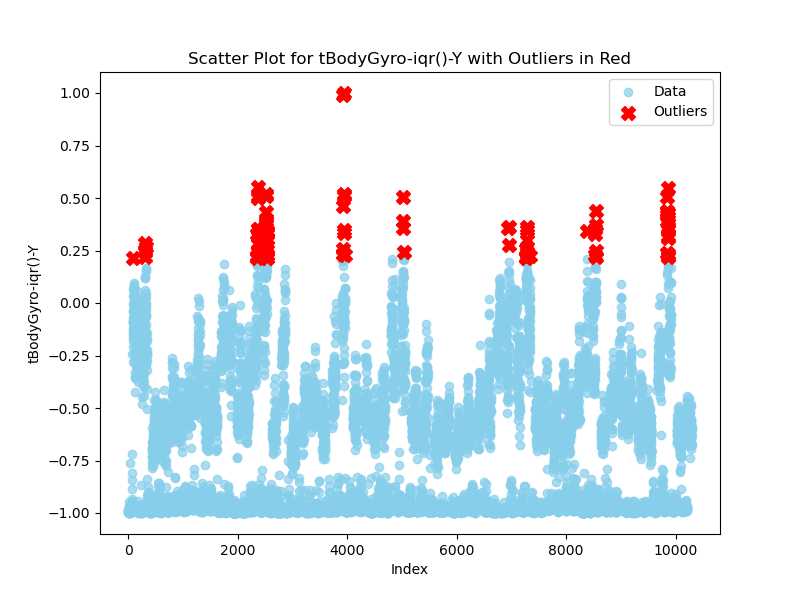 Scatter Plot for tBodyGyro-iqr()-Y with Outliers in Red
Data
Outliers
tBodyGyro-iqr()-Y
1.00
0.75
0.50
0.25
0.00
−0.25
−0.50
−0.75
−1.00
0 2000 4000 6000 8000 10000
Index